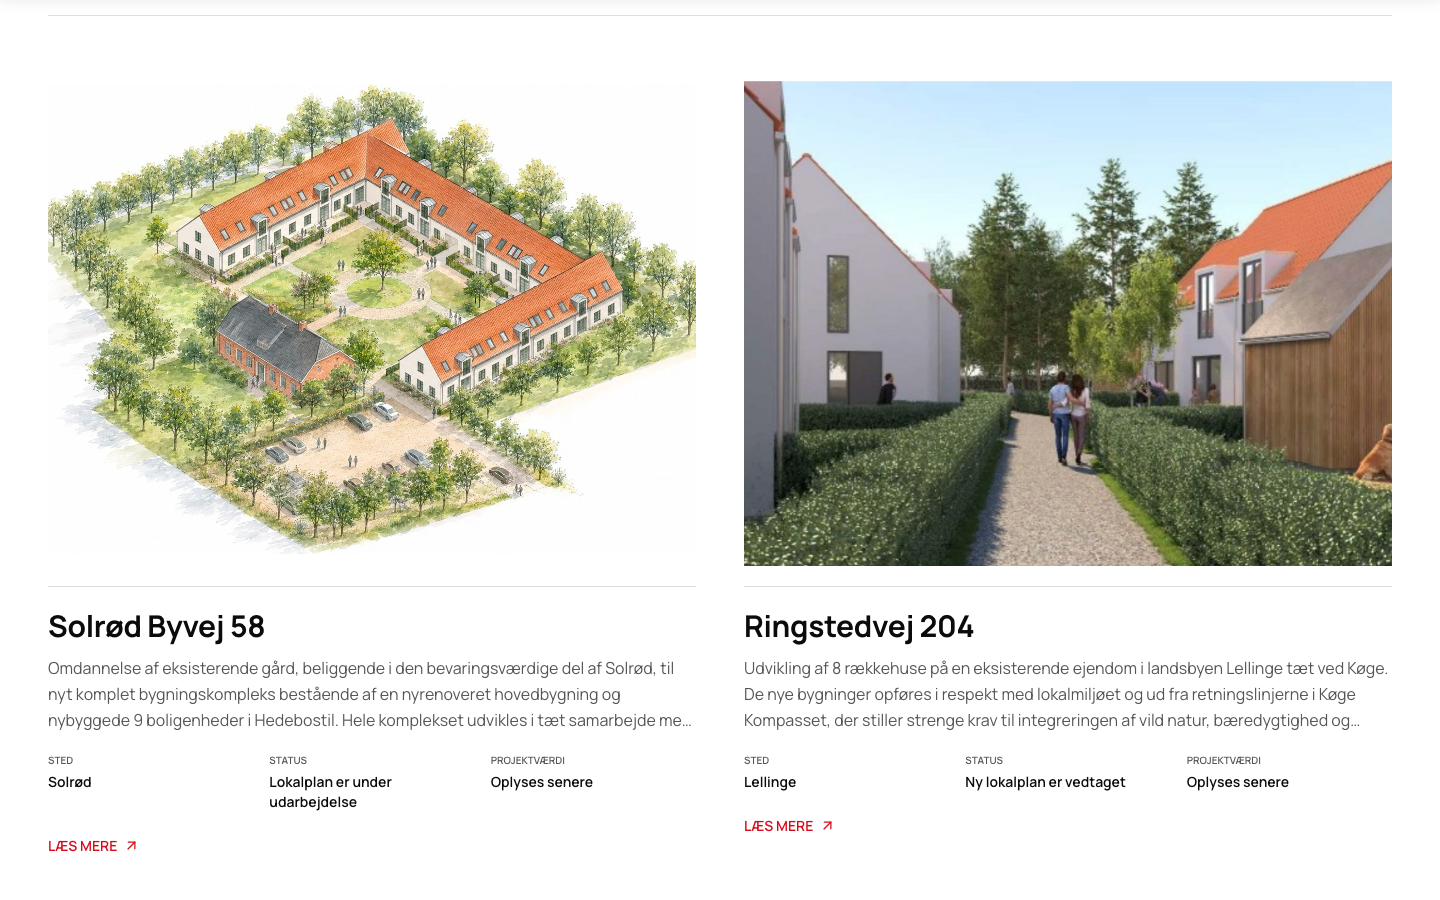 Solrød Byvej 58
Omdannelse af eksisterende gård, beliggende i den bevaringsværdige del af Solrød, til
nyt komplet bygningskompleks bestående af en nyrenoveret hovedbygning og
nybyggede 9 boligenheder i Hedebostil. Hele komplekset udvikles i tæt samarbejde me…
STED
Solrød
STATUS
Lokalplan er under
udarbejdelse
PROJEKTVÆRDI
Oplyses senere
LÆS MERE
Ringstedvej 204
Udvikling af 8 rækkehuse på en eksisterende ejendom i landsbyen Lellinge tæt ved Køge.
De nye bygninger opføres i respekt med lokalmiljøet og ud fra retningslinjerne i Køge
Kompasset, der stiller strenge krav til integreringen af vild natur, bæredygtighed og…
STED
Lellinge
STATUS
Ny lokalplan er vedtaget
PROJEKTVÆRDI
Oplyses senere
LÆS MERE